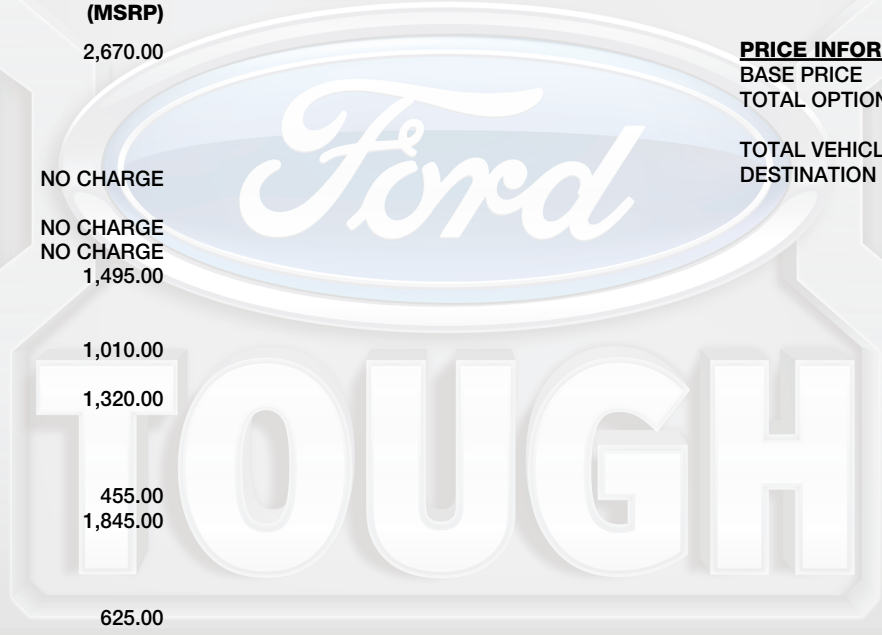 (MSRP)
2,670.00
NO CHARGE
NO CHARGE
NO CHARGE
1,495.00
1,010.00
1,320.00
455.00
1,845.00
625.00
PRICE INFOR
BASE PRICE
TOTAL OPTION
TOTAL VEHICL
DESTINATION
Ford
TOUGH